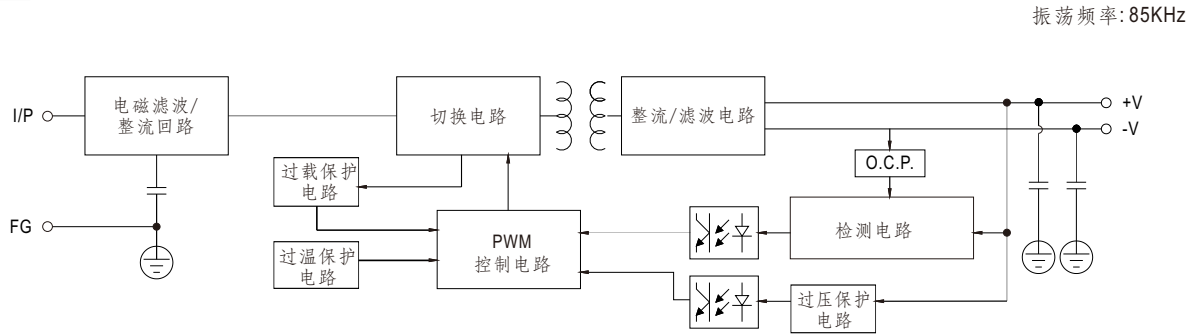 振荡频率:85KHz
I/P
电磁滤波/
整流回路
切换电路
整流/滤波电路
+V
-V
O.C.P.
过载保护
电路
FG
PWM
控制电路
检测电路
过温保护
电路
过压保护
电路